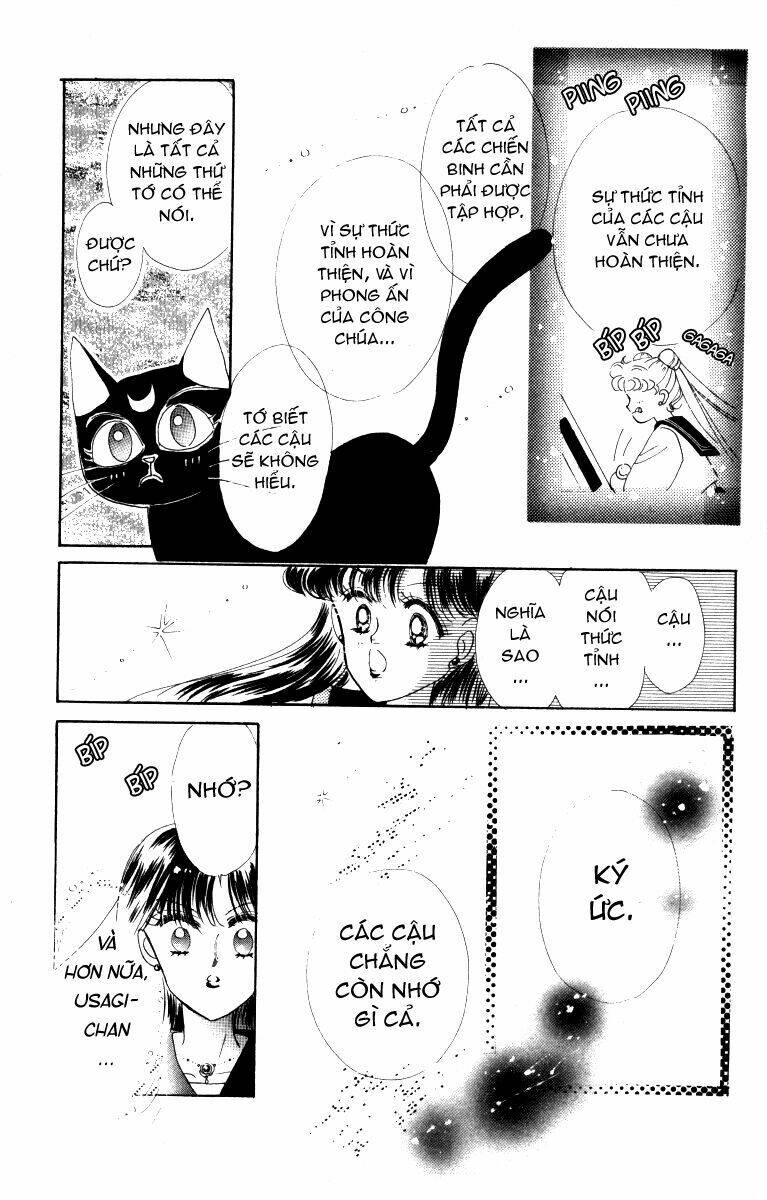 PIING
PIING
SỰ THỨC TỈNH
CỦA CÁC CẬU
VẪN CHƯA
HOÀN THIỆN.
BÍP
BÍP
GAGAGA
TẤT CẢ
CÁC CHIẾN
BINH CẦN
PHẢI ĐƯỢC
TẬP HỢP.
VÌ SỰ THỨC
TỈNH HOÀN
THIỆN, VÀ VÌ
PHONG ẤN
CỦA CÔNG
CHÚA...
TỚ BIẾT
CÁC CẬU
SẼ KHÔNG
HIỂU.
NHƯNG ĐÂY
LÀ TẤT CẢ
NHỮNG THỨ
TỚ CÓ THỂ
NÓI.
ĐƯỢC
CHỨ?
CẬU
...
CẬU
NÓI
THỨC
TỈNH
...
NGHĨA
LÀ
SAO
...
KÝ
ỨC.
CÁC CẬU
CHẲNG
CÒN NHỚ
GÌ CẢ.
NHỚ?
BÍP
BÍP
VÀ
HƠN NỮA,
USAGI-
CHAN
...